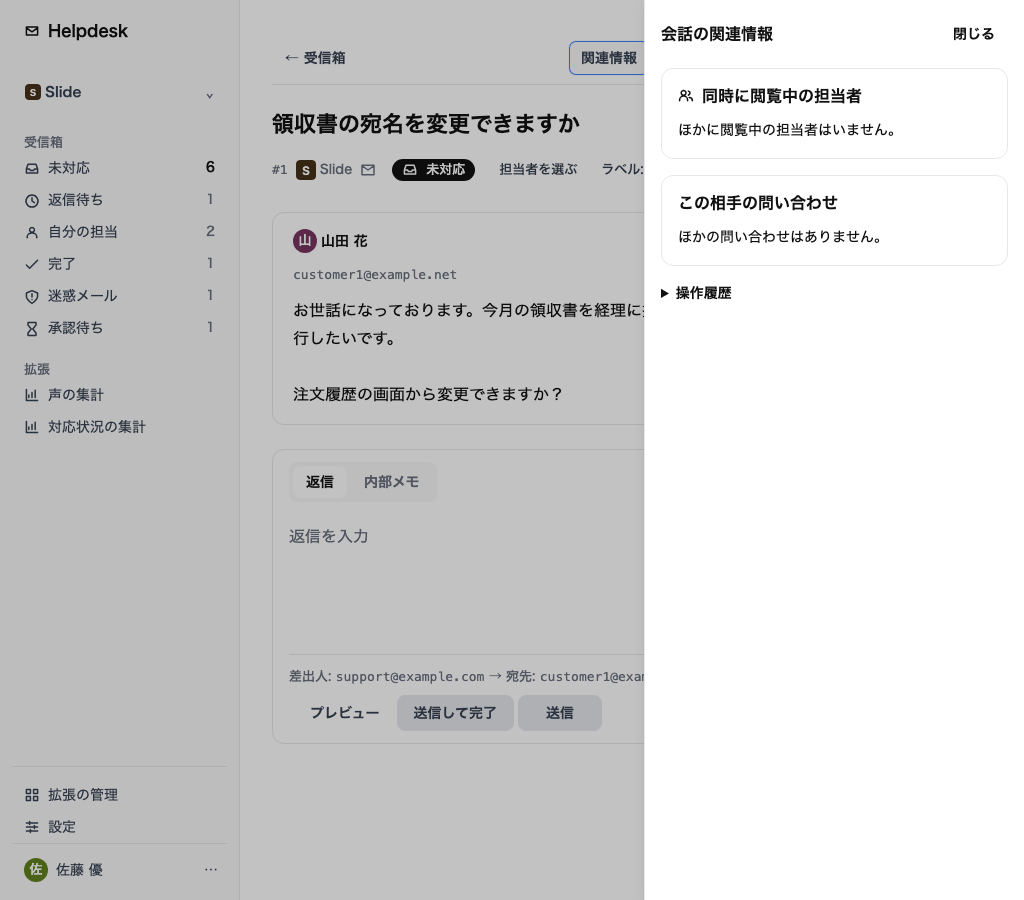 Helpdesk
S Slide
受信箱
未対応 6
返信待ち 1
自分の担当 2
完了 1
迷惑メール 1
承認待ち 1
拡張
声の集計
対応状況の集計
拡張の管理
設定
佐 佐藤 優 …
← 受信箱
関連情報
領収書の宛名を変更できますか
#1 S Slide 未対応 担当者を選ぶ ラベル:
山 山田 花
customer1@example.net
お世話になっております。今月の領収書を経理に
行したいです。
注文履歴の画面から変更できますか？
返信 内部メモ
返信を入力
差出人: support@example.com → 宛先: customer1@exam
プレビュー 送信して完了 送信
会話の関連情報 閉じる
同時に閲覧中の担当者
ほかに閲覧中の担当者はいません。
この相手の問い合わせ
ほかの問い合わせはありません。
▶ 操作履歴